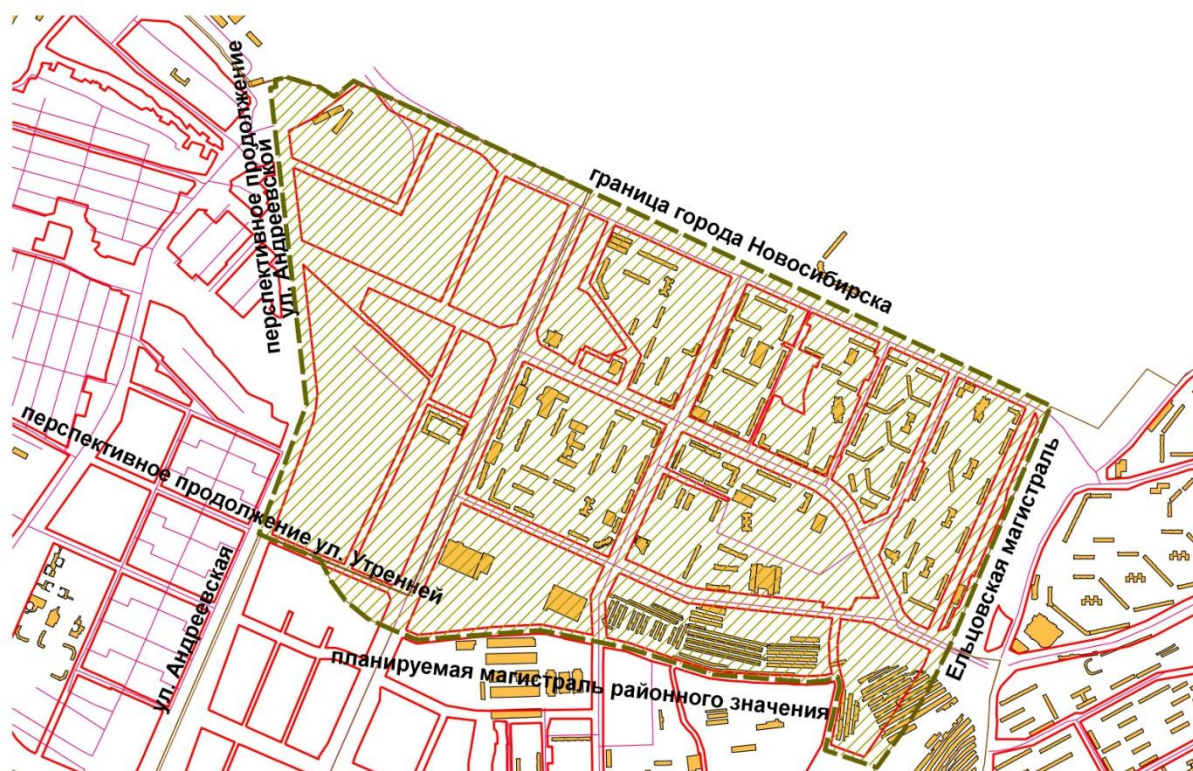 перспективное продолжение
ул. Андреевской
граница города Новосибирска
перспективное продолжение ул. Утренней
ул. Андреевская
планируемая магистраль районного значения
Ельцовская магистраль